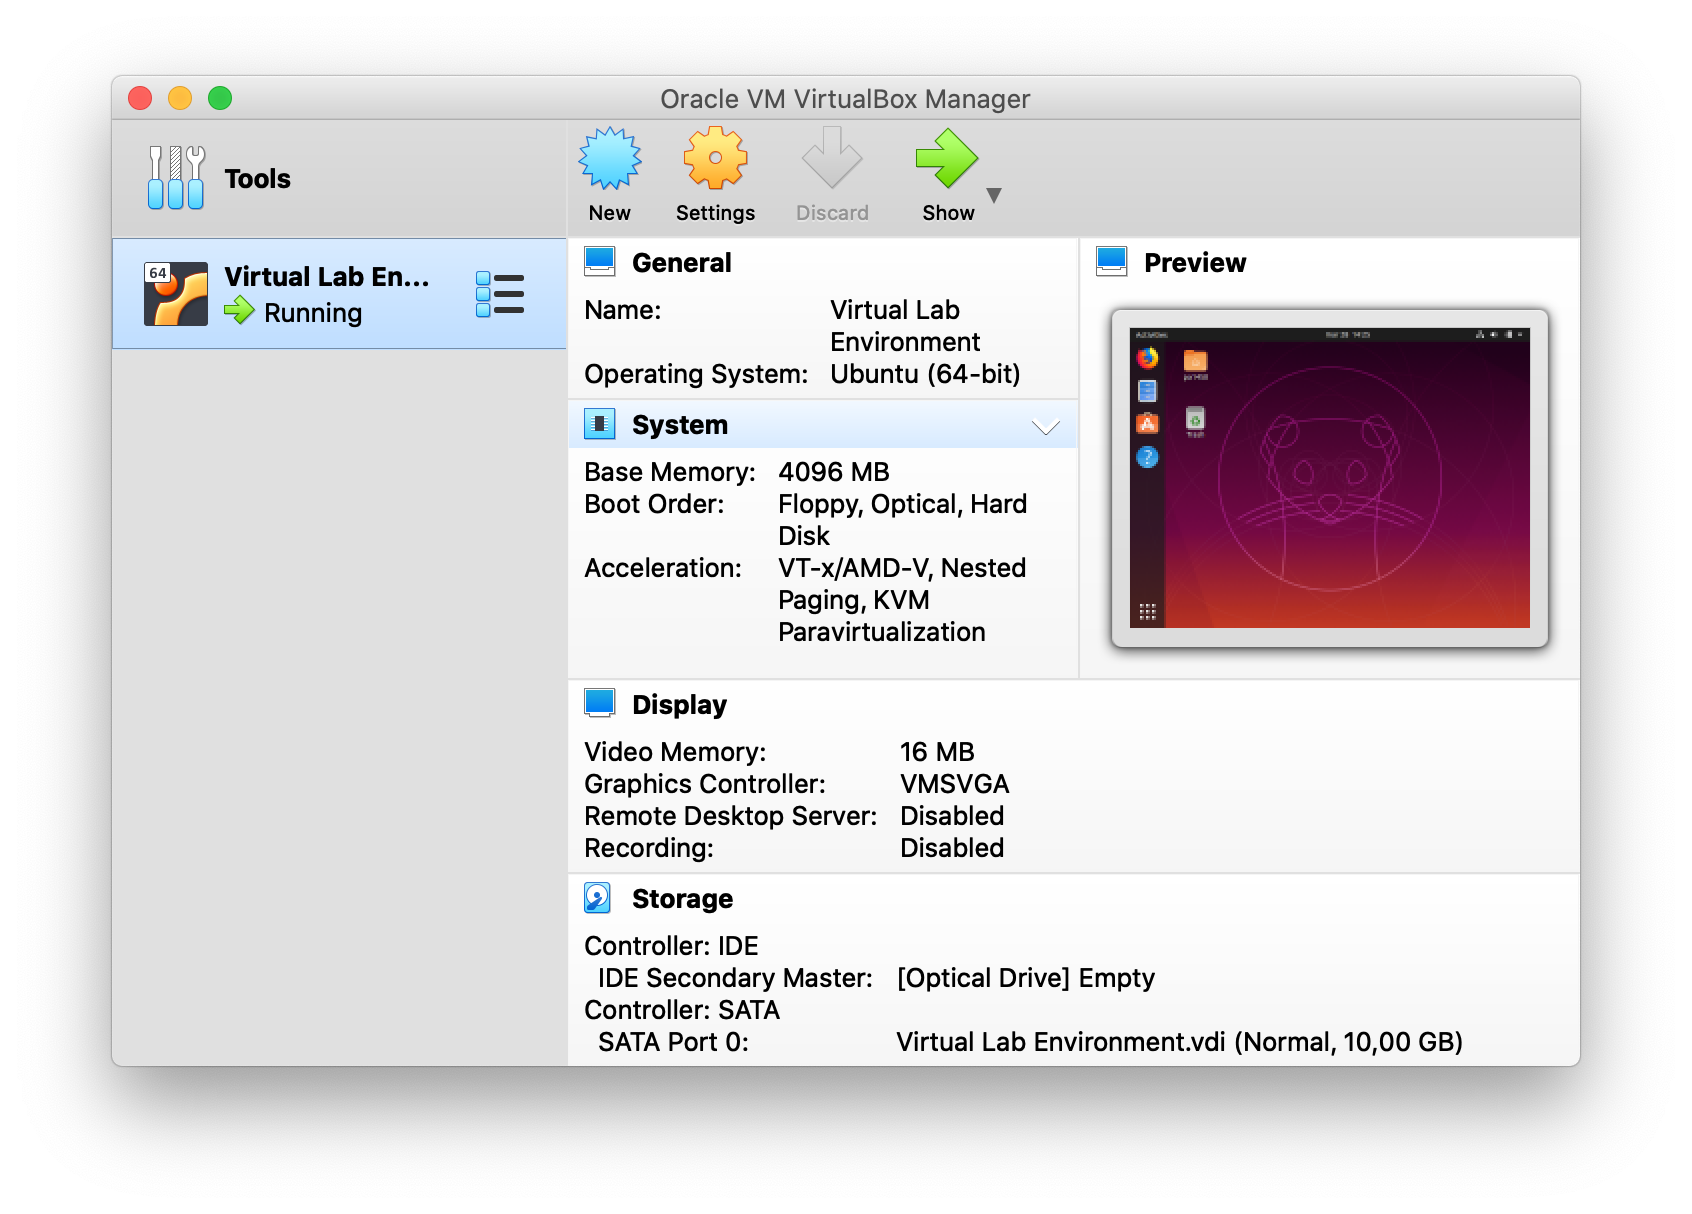 Oracle VM VirtualBox Manager
Tools
New
Settings
Discard
Show
64
Virtual Lab En...
Running
General
Name: Virtual Lab
Environment
Operating System: Ubuntu (64-bit)
Preview
Activities
System
Base Memory: 4096 MB
Boot Order: Floppy, Optical, Hard
Disk
Acceleration: VT-x/AMD-V, Nested
Paging, KVM
Paravirtualization
Display
Video Memory: 16 MB
Graphics Controller: VMSVGA
Remote Desktop Server: Disabled
Recording: Disabled
Storage
Controller: IDE
IDE Secondary Master: [Optical Drive] Empty
Controller: SATA
SATA Port 0: Virtual Lab Environment.vdi (Normal, 10,00 GB)